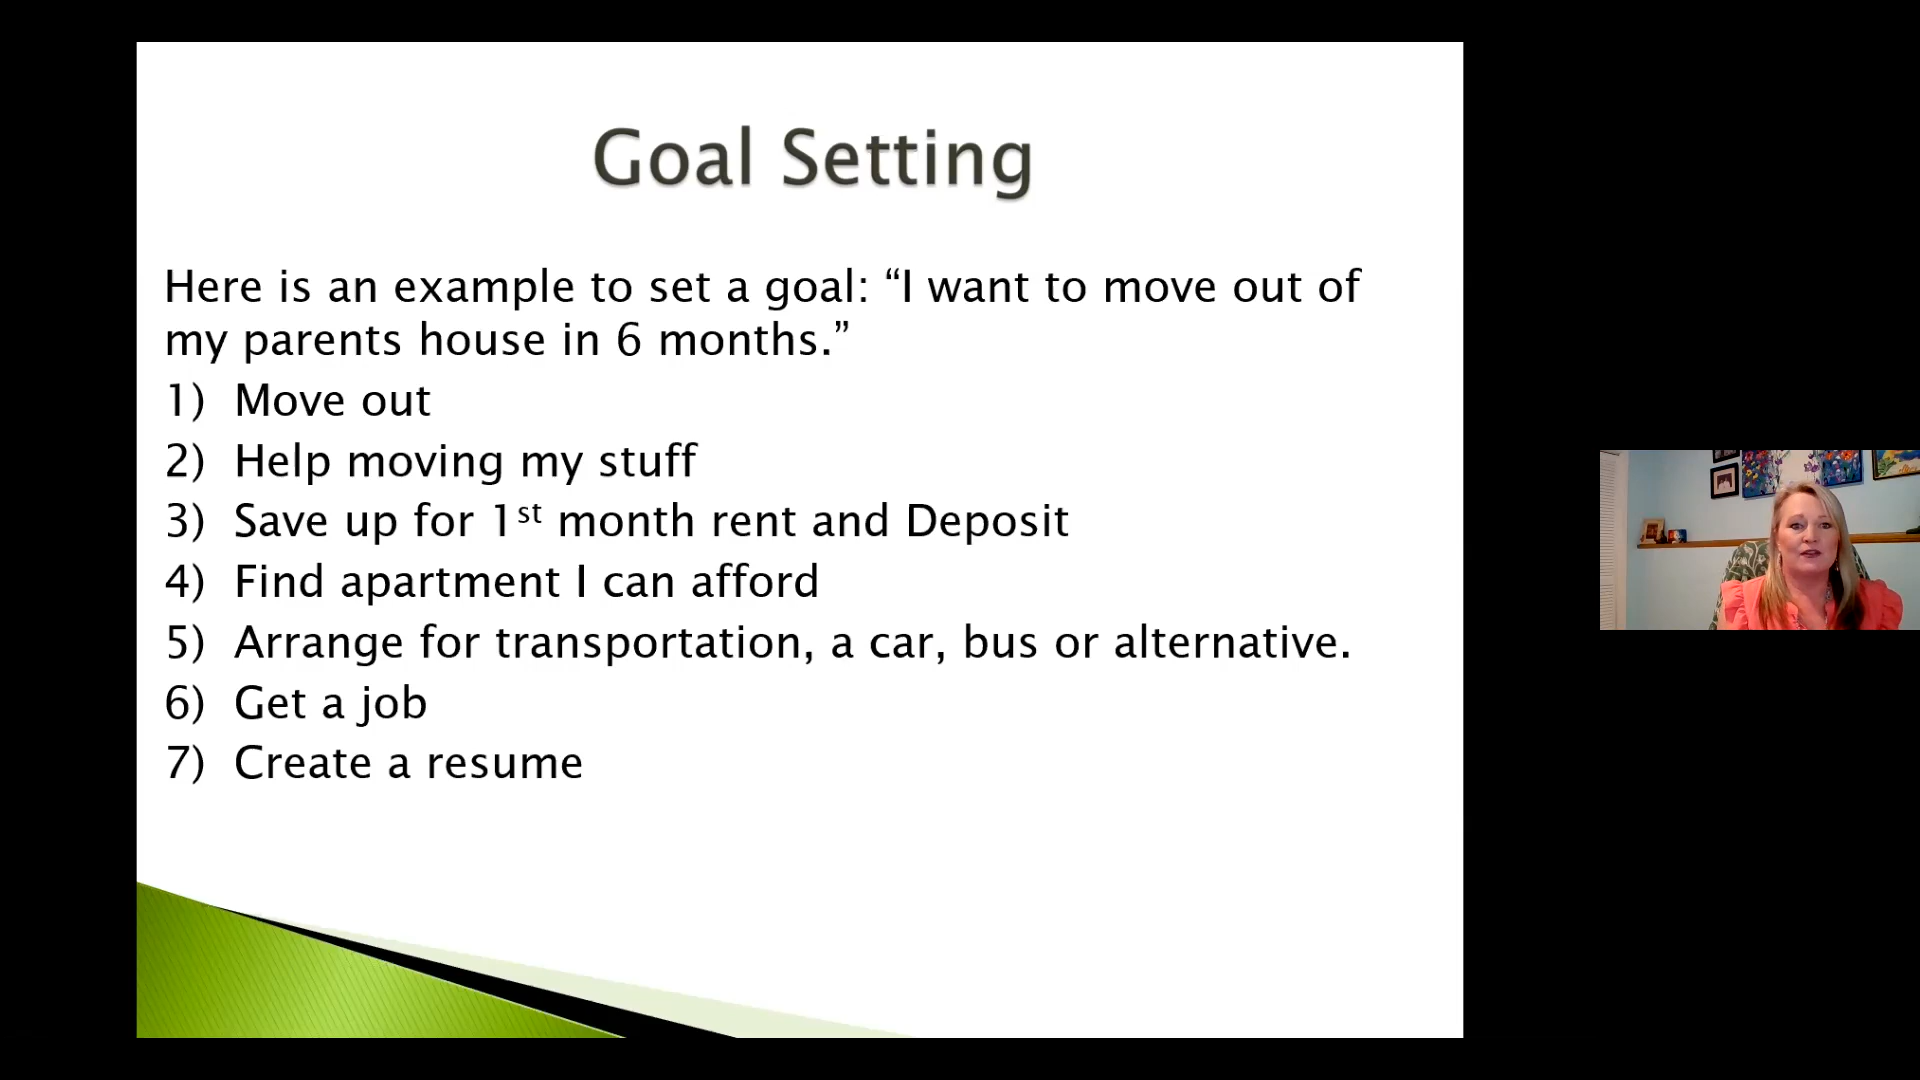 Goal Setting
Here is an example to set a goal: “I want to move out of
my parents house in 6 months.”
1) Move out
2) Help moving my stuff
3) Save up for 1st month rent and Deposit
4) Find apartment I can afford
5) Arrange for transportation, a car, bus or alternative.
6) Get a job
7) Create a resume